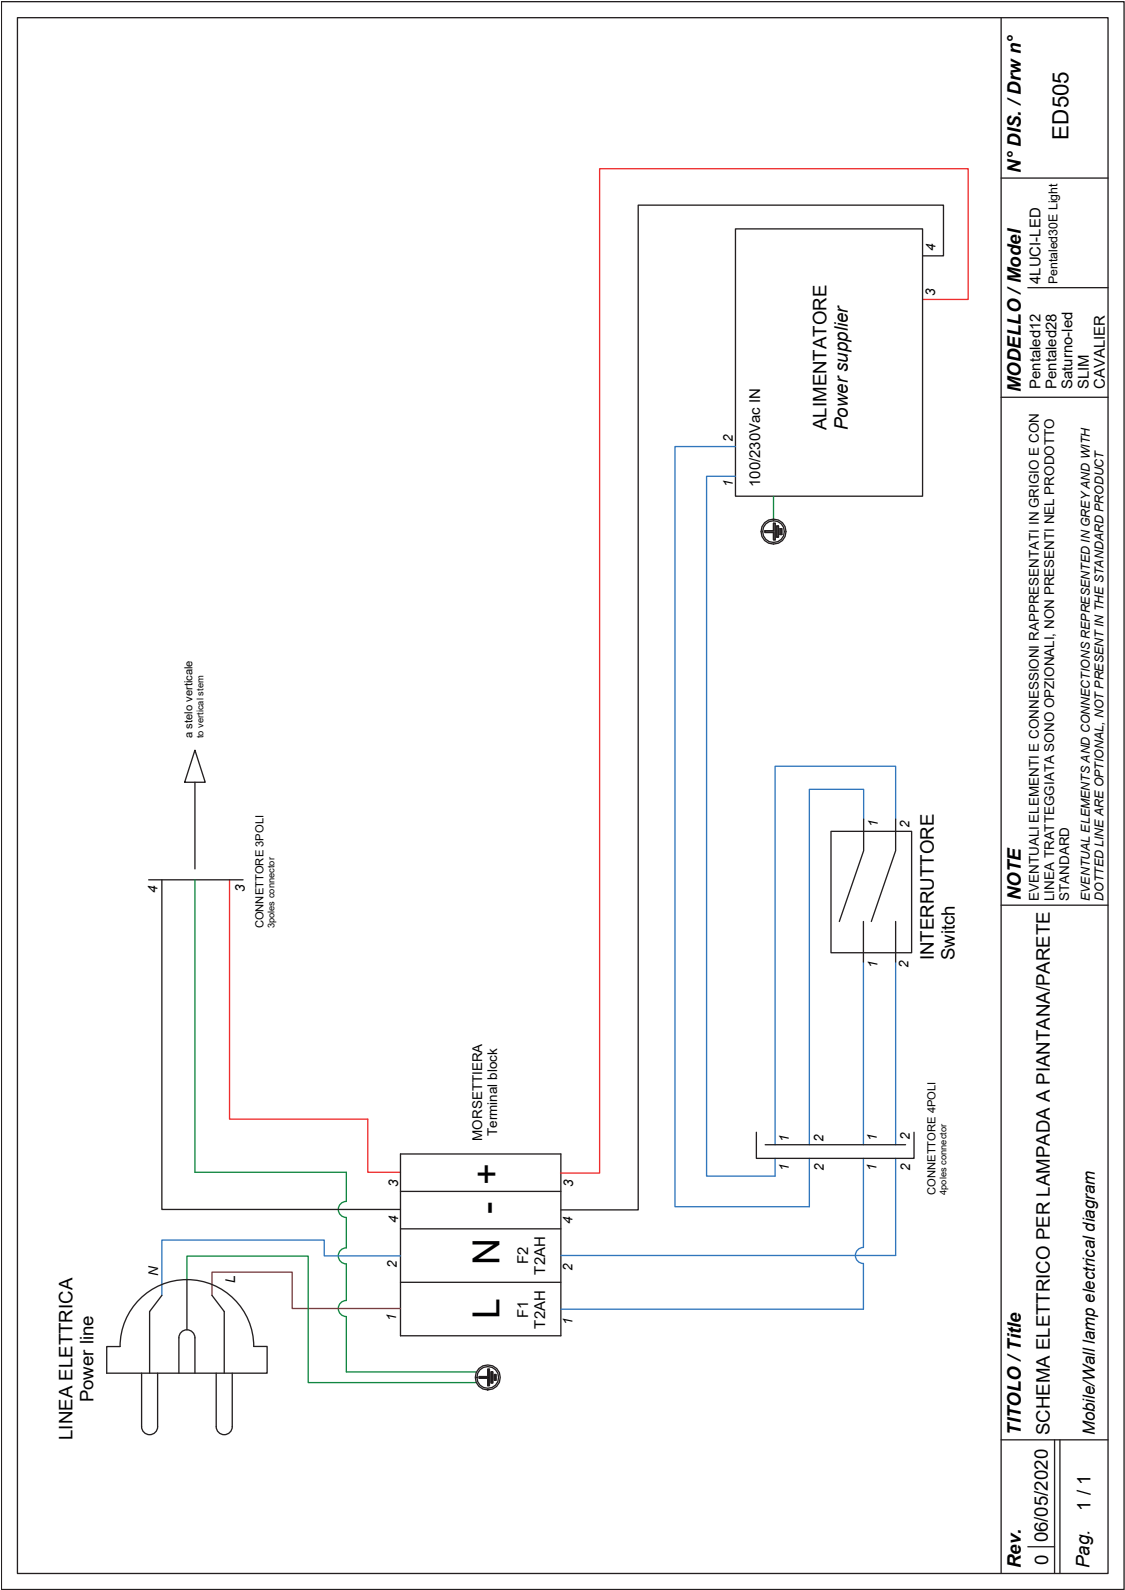 LINEA ELETTRICA
Power line
N
L
a stelo verticale
to vertical stem
4
3
CONNETTORE 3POLI
3poles connector
MORSETTIERA
Terminal block
1
2
4
3
L
N
-
+
F1
T2AH
F2
T2AH
1
2
4
3
CONNETTORE 4POLI
4poles connector
1
2
1
2
1
2
1
2
INTERRUTTORE
Switch
1
2
1
2
ALIMENTATORE
Power supplier
100/230Vac IN
1
2
3
4
Rev.
0
06/05/2020
Pag.
1 / 1
TITOLO / Title
SCHEMA ELETTRICO PER LAMPADA A PIANTANA/PARETE
Mobile/Wall lamp electrical diagram
NOTE
EVENTUALI ELEMENTI E CONNESSIONI RAPPRESENTATI IN GRIGIO E CON
LINEA TRATTEGGIATA SONO OPZIONALI, NON PRESENTI NEL PRODOTTO
STANDARD
EVENTUAL ELEMENTS AND CONNECTIONS REPRESENTED IN GREY AND WITH
DOTTED LINE ARE OPTIONAL, NOT PRESENT IN THE STANDARD PRODUCT
MODELLO / Model
Pentaled12
Pentaled28
Saturno-led
SLIM
CAVALIER
4LUCI-LED
Pentaled30E Light
N° DIS. / Drw n°
ED505